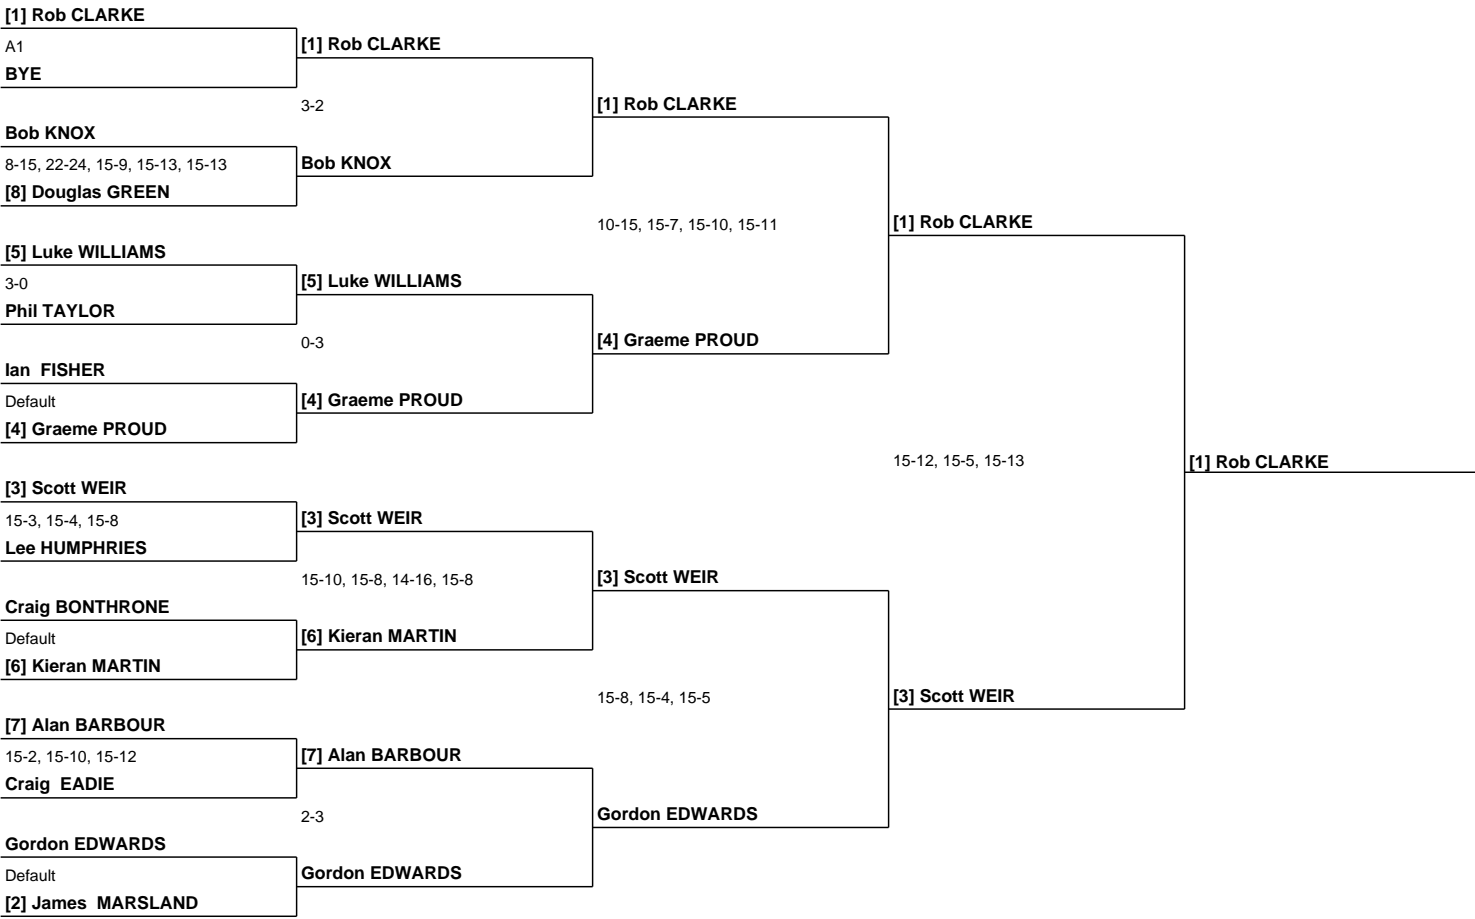 [1] Rob CLARKE
A1
BYE
Bob KNOX
8-15, 22-24, 15-9, 15-13, 15-13
[8] Douglas GREEN
[5] Luke WILLIAMS
3-0
Phil TAYLOR
Ian  FISHER
Default
[4] Graeme PROUD
[3] Scott WEIR
15-3, 15-4, 15-8
Lee HUMPHRIES
Craig BONTHRONE
Default
[6] Kieran MARTIN
[7] Alan BARBOUR
15-2, 15-10, 15-12
Craig  EADIE
Gordon EDWARDS
Default
[2] James  MARSLAND
[1] Rob CLARKE
3-2
Bob KNOX
[5] Luke WILLIAMS
0-3
[4] Graeme PROUD
[3] Scott WEIR
15-10, 15-8, 14-16, 15-8
[6] Kieran MARTIN
[7] Alan BARBOUR
2-3
Gordon EDWARDS
[1] Rob CLARKE
10-15, 15-7, 15-10, 15-11
[4] Graeme PROUD
[3] Scott WEIR
15-8, 15-4, 15-5
Gordon EDWARDS
[1] Rob CLARKE
15-12, 15-5, 15-13
[3] Scott WEIR
[1] Rob CLARKE